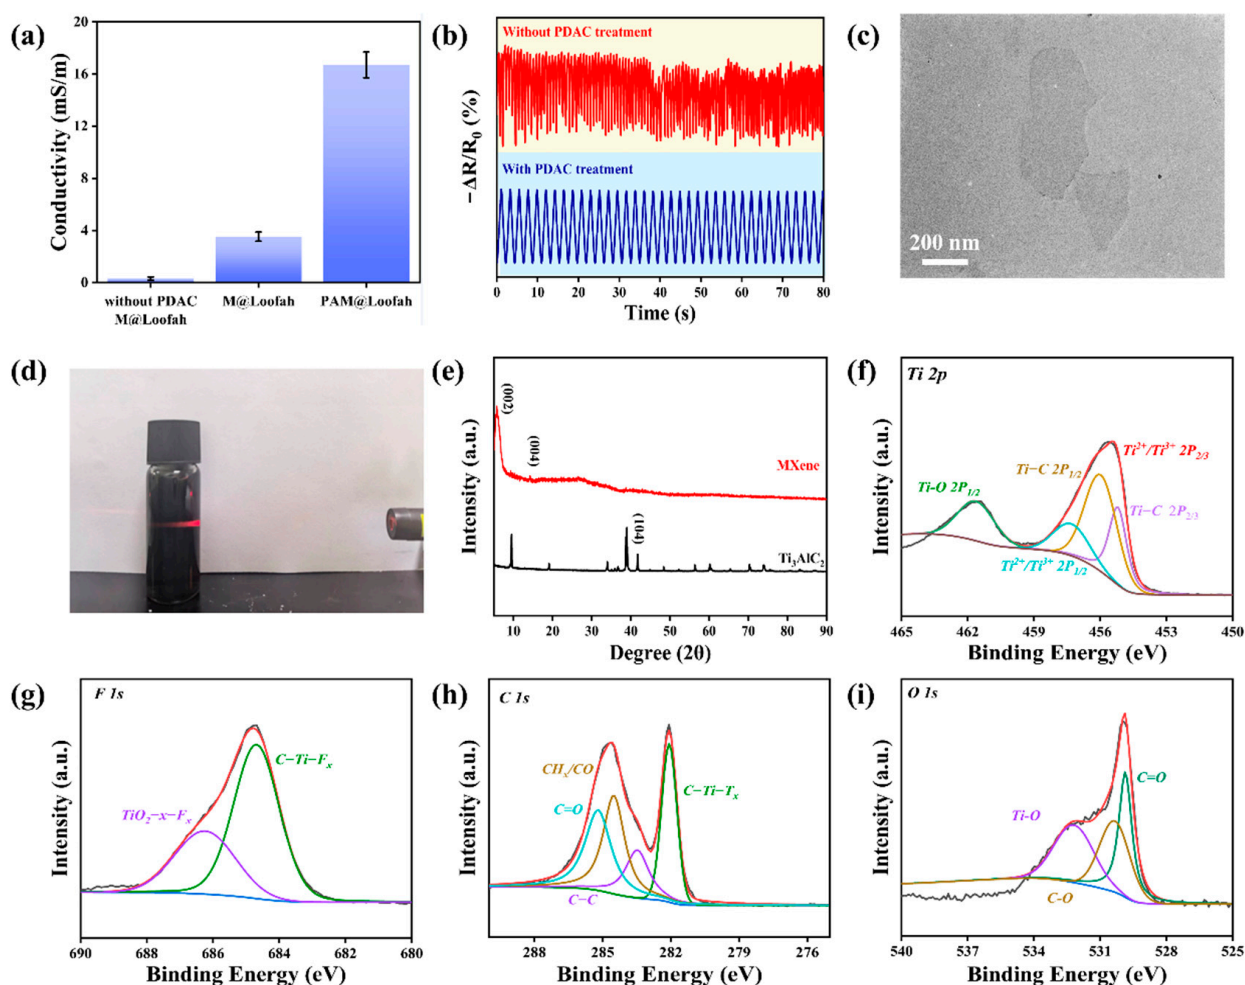 (a)
Conductivity (mS/m)
20
16
12
8
4
0
without PDAC
M@Loofah
M@Loofah
PAM@Loofah
(b)
−ΔR/R0 (%)
Without PDAC treatment
With PDAC treatment
0 10 20 30 40 50 60 70 80
Time (s)
(c)
200 nm
(d)
(e)
Intensity (a.u.)
(002)
(004)
MXene
(104)
Ti3AlC2
10 20 30 40 50 60 70 80 90
Degree (2θ)
(f)
Ti 2p
Intensity (a.u.)
Ti2+/Ti3+ 2P2/3
Ti−C 2P1/2
Ti-O 2P1/2
Ti−C 2P2/3
Ti2+/Ti3+ 2P1/2
465 462 459 456 453 450
Binding Energy (eV)
(g)
F 1s
Intensity (a.u.)
C−Ti−Fx
TiO2−x−Fx
690 688 686 684 682 680
Binding Energy (eV)
(h)
C 1s
Intensity (a.u.)
CHx/CO
C=O
C−Ti−Tx
C−C
288 285 282 279 276
Binding Energy (eV)
(i)
O 1s
Intensity (a.u.)
C=O
Ti-O
C-O
540 537 534 531 528 525
Binding Energy (eV)